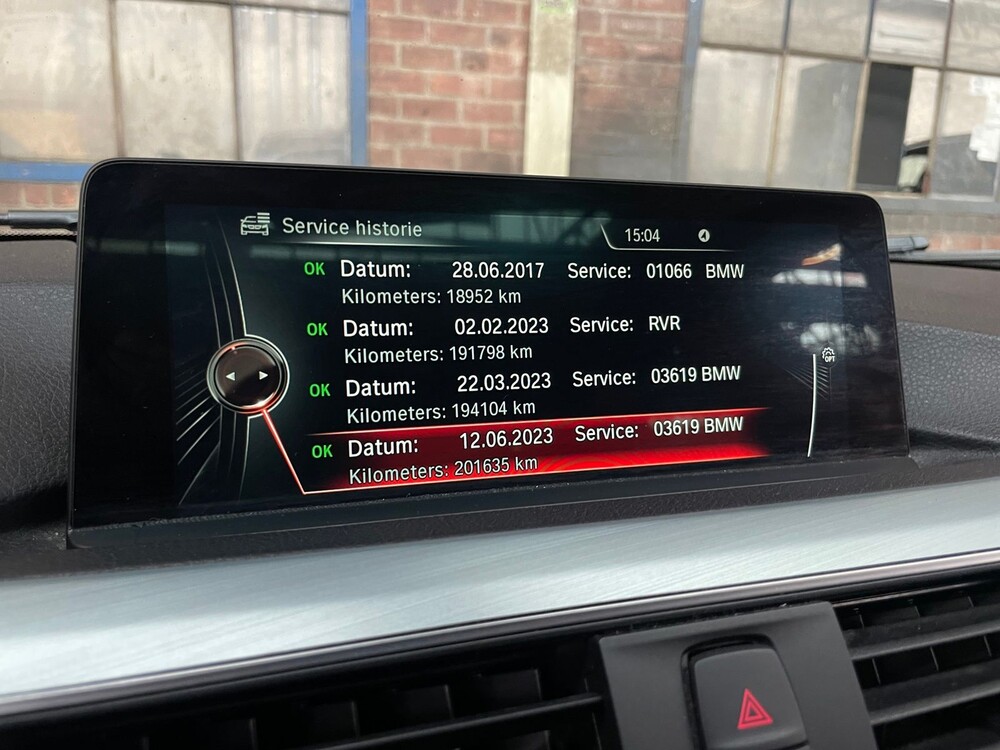 Service historie
15:04
OK Datum: 28.06.2017 Service: 01066 BMW
Kilometers: 18952 km
OK Datum: 02.02.2023 Service: RVR
Kilometers: 191798 km
OPT
OK Datum: 22.03.2023 Service: 03619 BMW
Kilometers: 194104 km
OK Datum: 12.06.2023 Service: 03619 BMW
Kilometers: 201635 km